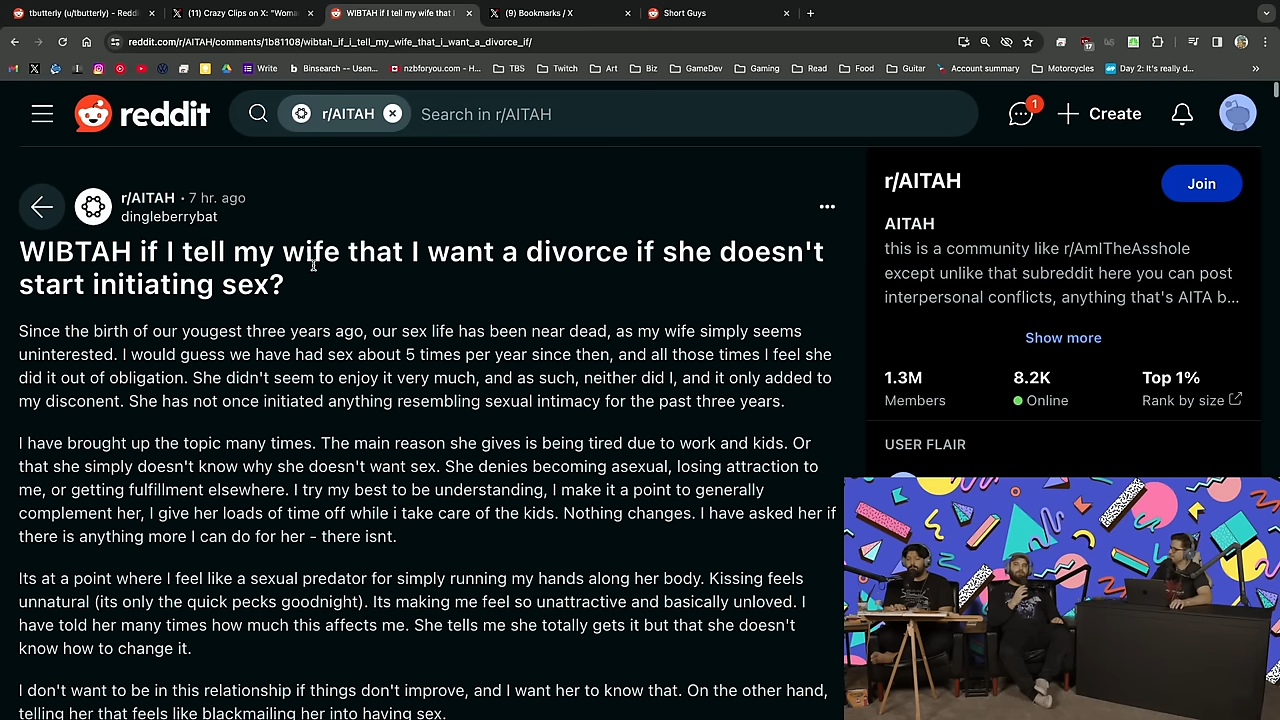 tbutterly (u/tbutterly) - Reddi
(11) Crazy Clips on X: "Woma
WIBTAH if I tell my wife that I
(9) Bookmarks / X
Short Guys
reddit.com/r/AITAH/comments/1b81108/wibtah_if_i_tell_my_wife_that_i_want_a_divorce_if/
17
Write
Binsearch -- Usen...
nzbforyou.com - H...
TBS
Twitch
Art
Biz
GameDev
Gaming
Read
Food
Guitar
Account summary
Motorcycles
Day 2: It's really d...
»
reddit
r/AITAH
Search in r/AITAH
1
Create
r/AITAH • 7 hr. ago
dingleberrybat
WIBTAH if I tell my wife that I want a divorce if she doesn't
start initiating sex?
Since the birth of our yougest three years ago, our sex life has been near dead, as my wife simply seems
uninterested. I would guess we have had sex about 5 times per year since then, and all those times I feel she
did it out of obligation. She didn't seem to enjoy it very much, and as such, neither did I, and it only added to
my disconent. She has not once initiated anything resembling sexual intimacy for the past three years.
I have brought up the topic many times. The main reason she gives is being tired due to work and kids. Or
that she simply doesn't know why she doesn't want sex. She denies becoming asexual, losing attraction to
me, or getting fulfillment elsewhere. I try my best to be understanding, I make it a point to generally
complement her, I give her loads of time off while i take care of the kids. Nothing changes. I have asked her if
there is anything more I can do for her - there isnt.
Its at a point where I feel like a sexual predator for simply running my hands along her body. Kissing feels
unnatural (its only the quick pecks goodnight). Its making me feel so unattractive and basically unloved. I
have told her many times how much this affects me. She tells me she totally gets it but that she doesn't
know how to change it.
I don't want to be in this relationship if things don't improve, and I want her to know that. On the other hand,
telling her that feels like blackmailing her into having sex.
r/AITAH
Join
AITAH
this is a community like r/AmITheAsshole
except unlike that subreddit here you can post
interpersonal conflicts, anything that's AITA b...
Show more
1.3M
8.2K
Top 1%
Members
Online
Rank by size
USER FLAIR